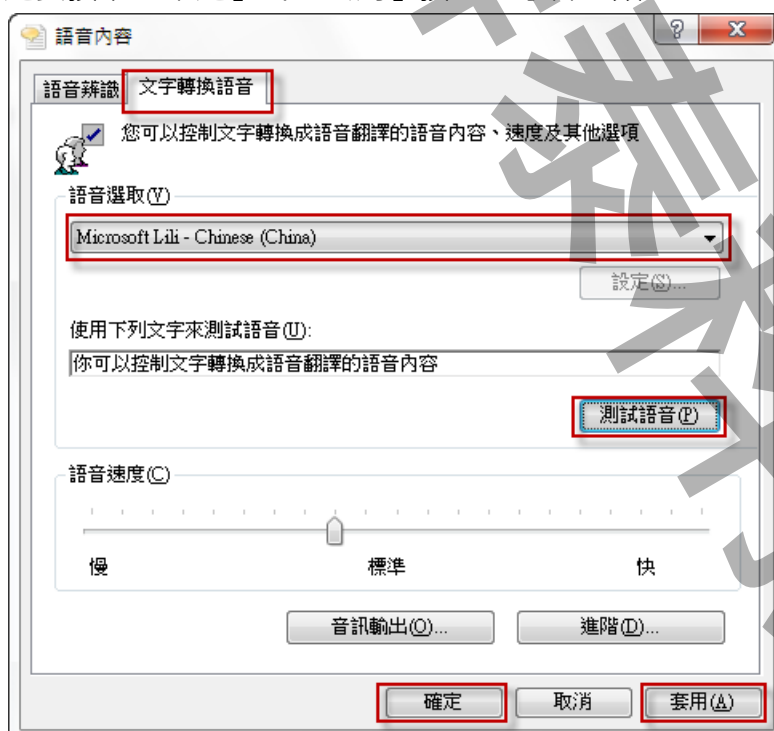 語音內容
語音辨識 文字轉換語音
您可以控制文字轉換成語音翻譯的語音內容、速度及其他選項
語音選取(V)
Microsoft Lili - Chinese (China)
設定(S)...
使用下列文字來測試語音(U):
你可以控制文字轉換成語音翻譯的語音內容
測試語音(P)
語音速度(C)
慢 標準 快
音訊輸出(O)... 進階(D)...
確定 取消 套用(A)